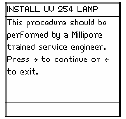 INSTALL UV 254 LAMP
This procedure should be
performed by a Millipore
trained service engineer.
Press → to continue or ←
to exit.